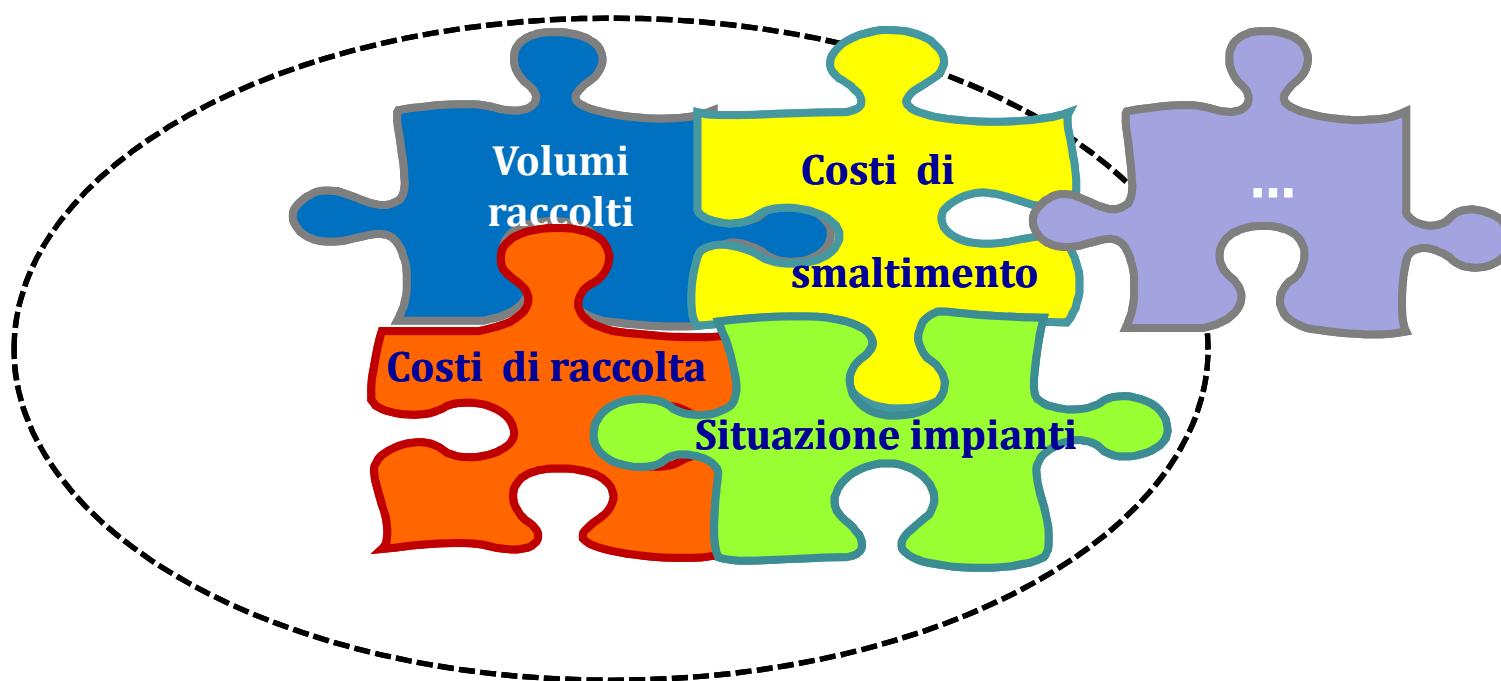 Volumi
raccolti
Costi di
smaltimento
...
Costi di raccolta
Situazione impianti